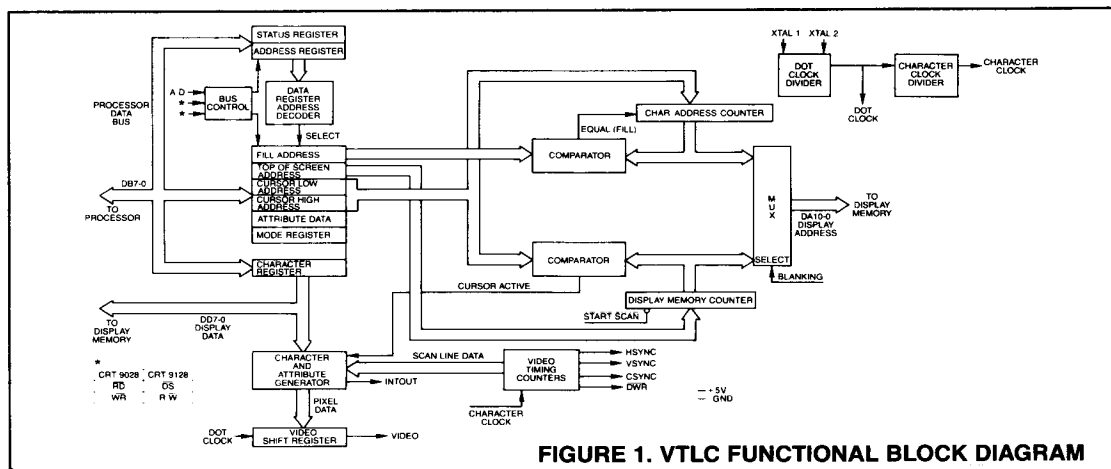 STATUS REGISTER
ADDRESS REGISTER
PROCESSOR
DATA
BUS
A D
*
*
BUS
CONTROL
DATA
REGISTER
ADDRESS
DECODER
SELECT
FILL ADDRESS
TOP OF SCREEN
ADDRESS
CURSOR LOW
ADDRESS
CURSOR HIGH
ADDRESS
ATTRIBUTE DATA
MODE REGISTER
CHARACTER
REGISTER
DB7-0
TO
PROCESSOR
TO
DISPLAY
MEMORY
DD7-0
DISPLAY
DATA
*
CRT 9028 CRT 9128
RD DS
WR R W
CHARACTER
AND
ATTRIBUTE
GENERATOR
INTOUT
PIXEL
DATA
DOT
CLOCK
VIDEO
SHIFT REGISTER
VIDEO
CURSOR ACTIVE
SCAN LINE DATA
VIDEO
TIMING
COUNTERS
HSYNC
VSYNC
CSYNC
DWR
CHARACTER
CLOCK
EQUAL (FILL)
COMPARATOR
COMPARATOR
CHAR ADDRESS COUNTER
DISPLAY MEMORY COUNTER
START SCAN
MUX
SELECT
BLANKING
TO
DISPLAY
MEMORY
DA10-0
DISPLAY
ADDRESS
XTAL 1 XTAL 2
DOT
CLOCK
DIVIDER
DOT
CLOCK
CHARACTER
CLOCK
DIVIDER
CHARACTER
CLOCK
+5V
GND
FIGURE 1. VTLC FUNCTIONAL BLOCK DIAGRAM